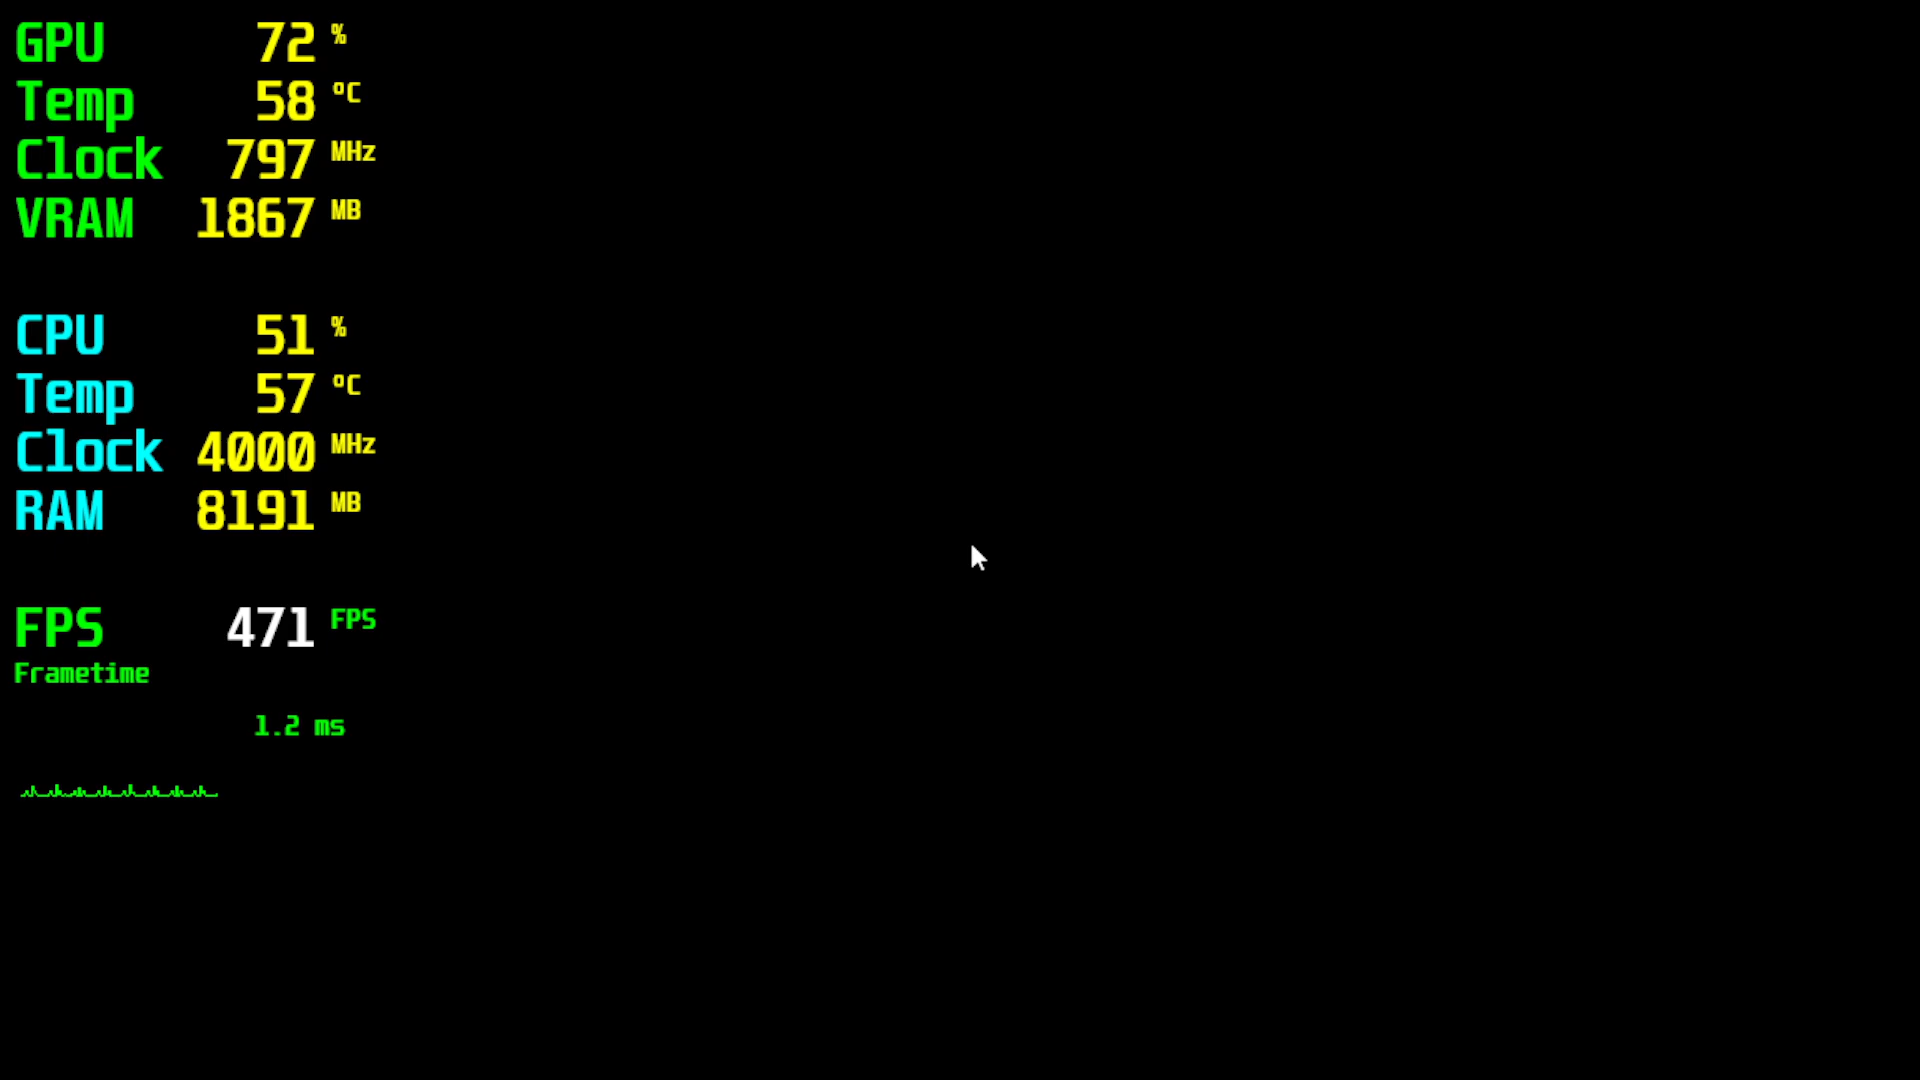 GPU 72 %
Temp 58 °C
Clock 797 MHz
VRAM 1867 MB
CPU 51 %
Temp 57 °C
Clock 4000 MHz
RAM 8191 MB
FPS 471 FPS
Frametime
1.2 ms